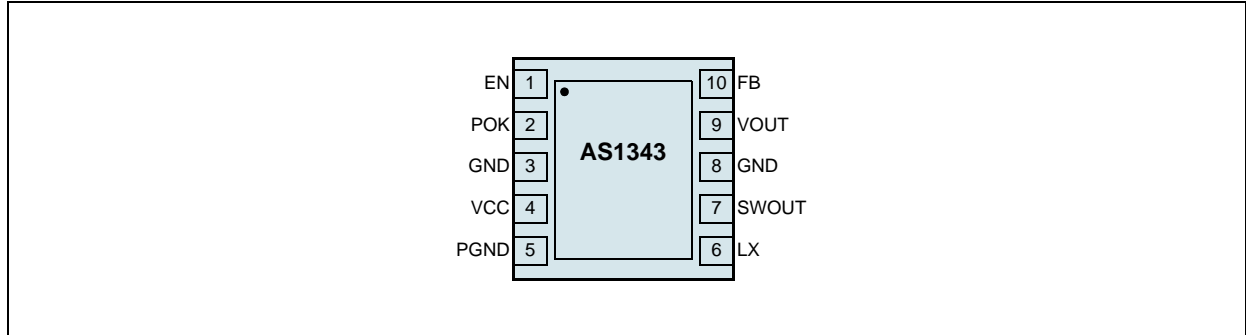 EN 1 10 FB
POK 2 9 VOUT
AS1343
GND 3 8 GND
VCC 4 7 SWOUT
PGND 5 6 LX